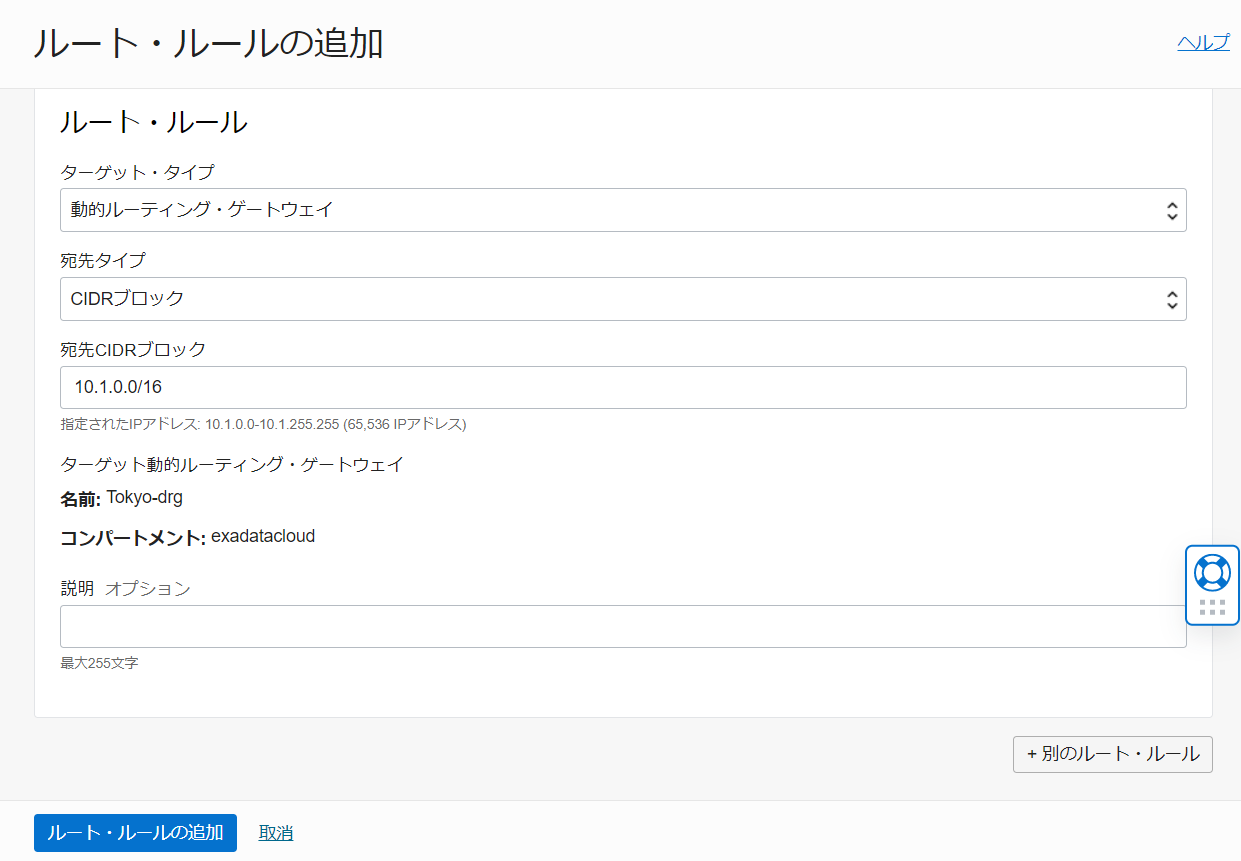 ルート・ルールの追加
ヘルプ
ルート・ルール
ターゲット・タイプ
動的ルーティング・ゲートウェイ
宛先タイプ
CIDRブロック
宛先CIDRブロック
10.1.0.0/16
指定されたIPアドレス: 10.1.0.0-10.1.255.255 (65,536 IPアドレス)
ターゲット動的ルーティング・ゲートウェイ
名前: Tokyo-drg
コンパートメント: exadatacloud
説明 オプション
最大255文字
+ 別のルート・ルール
ルート・ルールの追加 取消